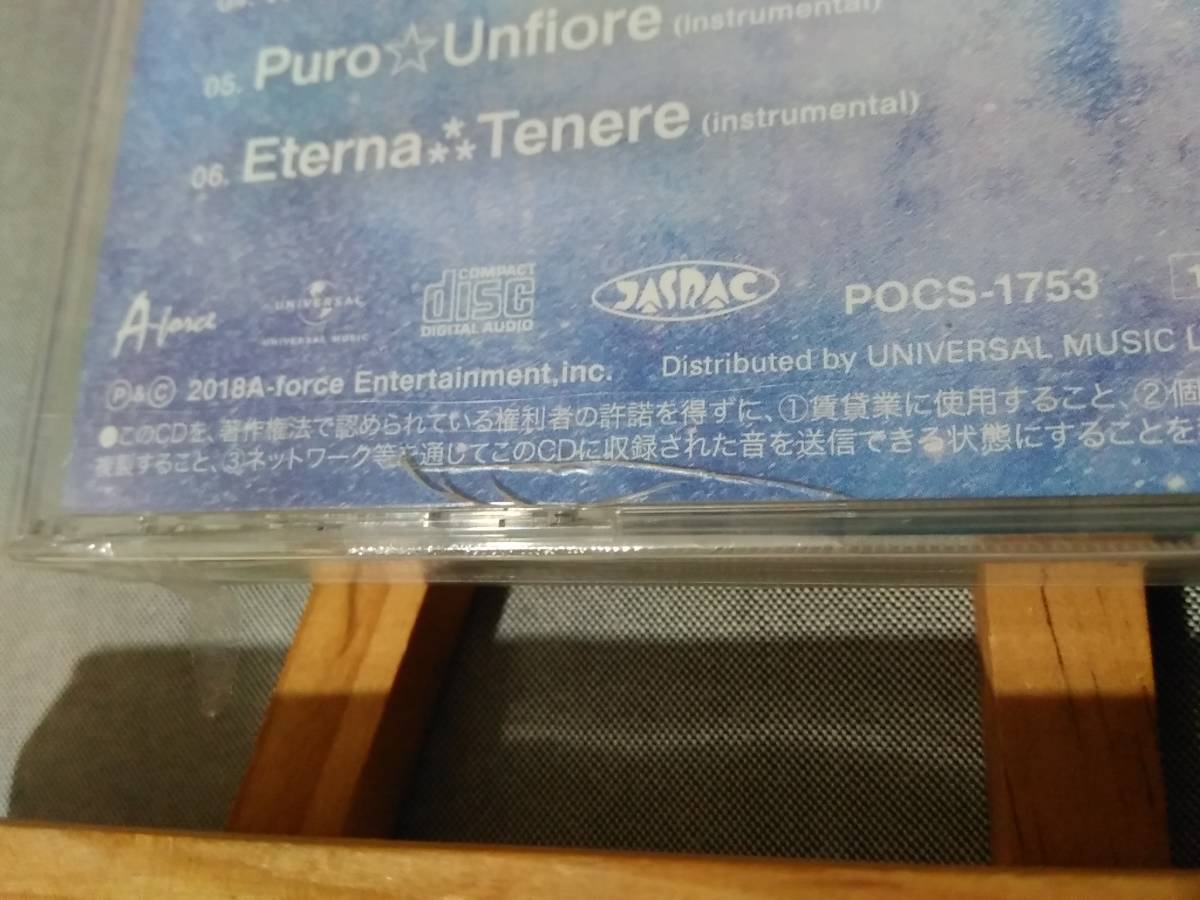 05. Puro☆Unfiore (instrumental)
06. Eterna⁂Tenere (instrumental)
A-force
UNIVERSAL
UNIVERSAL MUSIC
COMPACT
disc
DIGITAL AUDIO
JASRAC
POCS-1753
Ⓟ&Ⓒ 2018A-force Entertainment,inc.
Distributed by UNIVERSAL MUSIC L
●このCDを、著作権法で認められている権利者の許諾を得ずに、①賃貸業に使用すること、②個
複製すること、③ネットワーク等を通じてこのCDに収録された音を送信できる状態にすることを